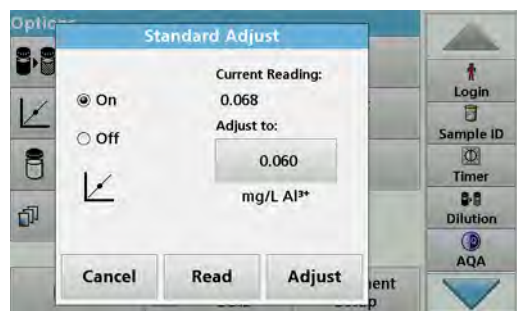 Options
Standard Adjust
Current Reading:
On
0.068
Off
Adjust to:
0.060
mg/L Al³⁺
Cancel
Read
Adjust
Login
Sample ID
Timer
Dilution
AQA